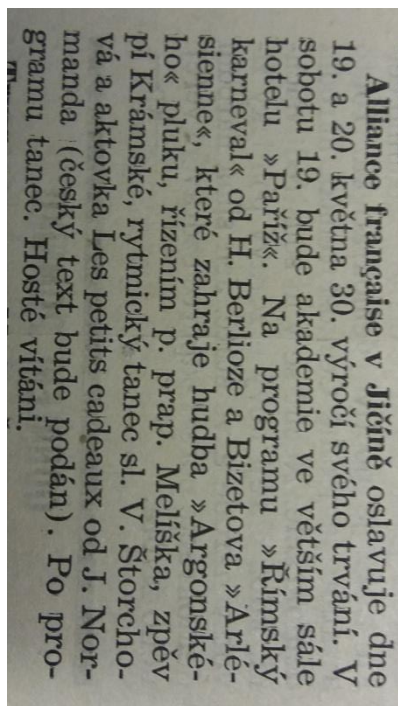 Alliance française v Jičíně oslavuje dne
19. a 20. května 30. výročí svého trvání. V
sobotu 19. bude akademie ve větším sále
hotelu »Paříž«. Na programu »Římský
karneval« od H. Berlioze a Bizetova »Arlé-
sienne«, které zahraje hudba »Argonské-
ho« pluku, řízením p. prap. Melíška, zpěv
pí Krámské, rytmický tanec sl. V. Štorcho-
vá a aktovka Les petits cadeaux od J. Nor-
manda (český text bude podán). Po pro-
gramu tanec. Hosté vítáni.